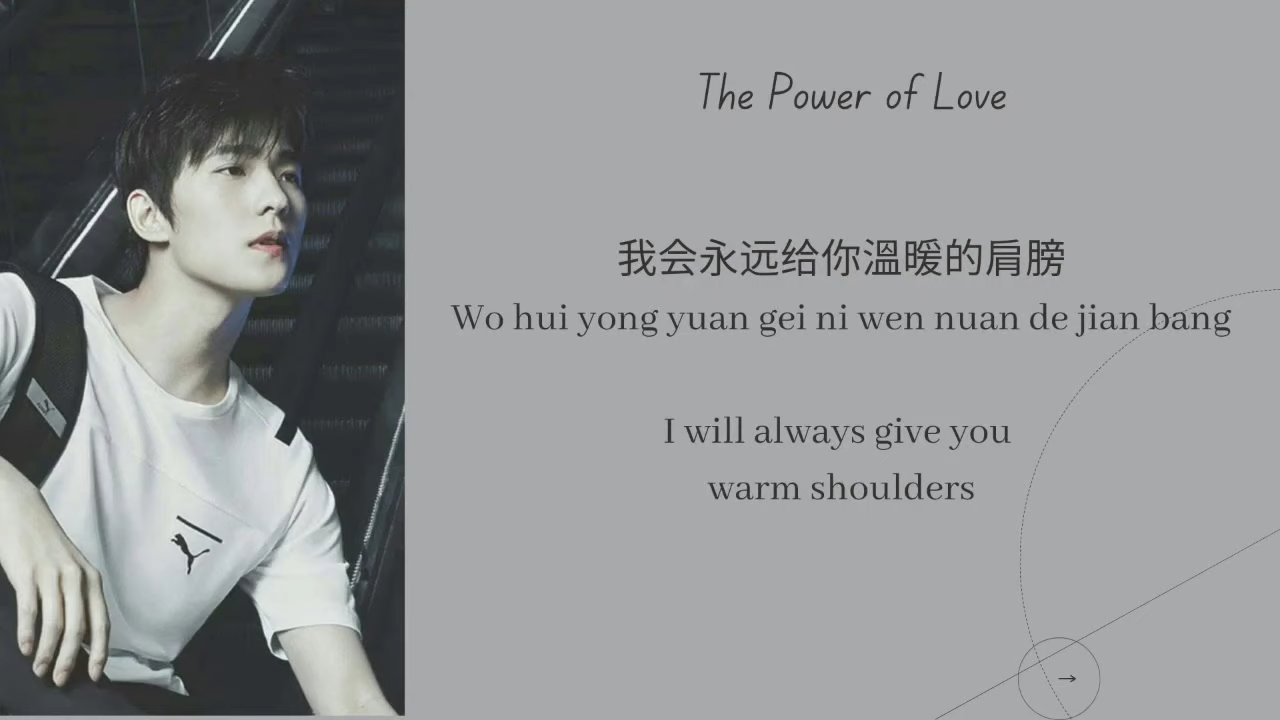 The Power of Love
我会永远给你溫暖的肩膀
Wo hui yong yuan gei ni wen nuan de jian bang
I will always give you
warm shoulders
→